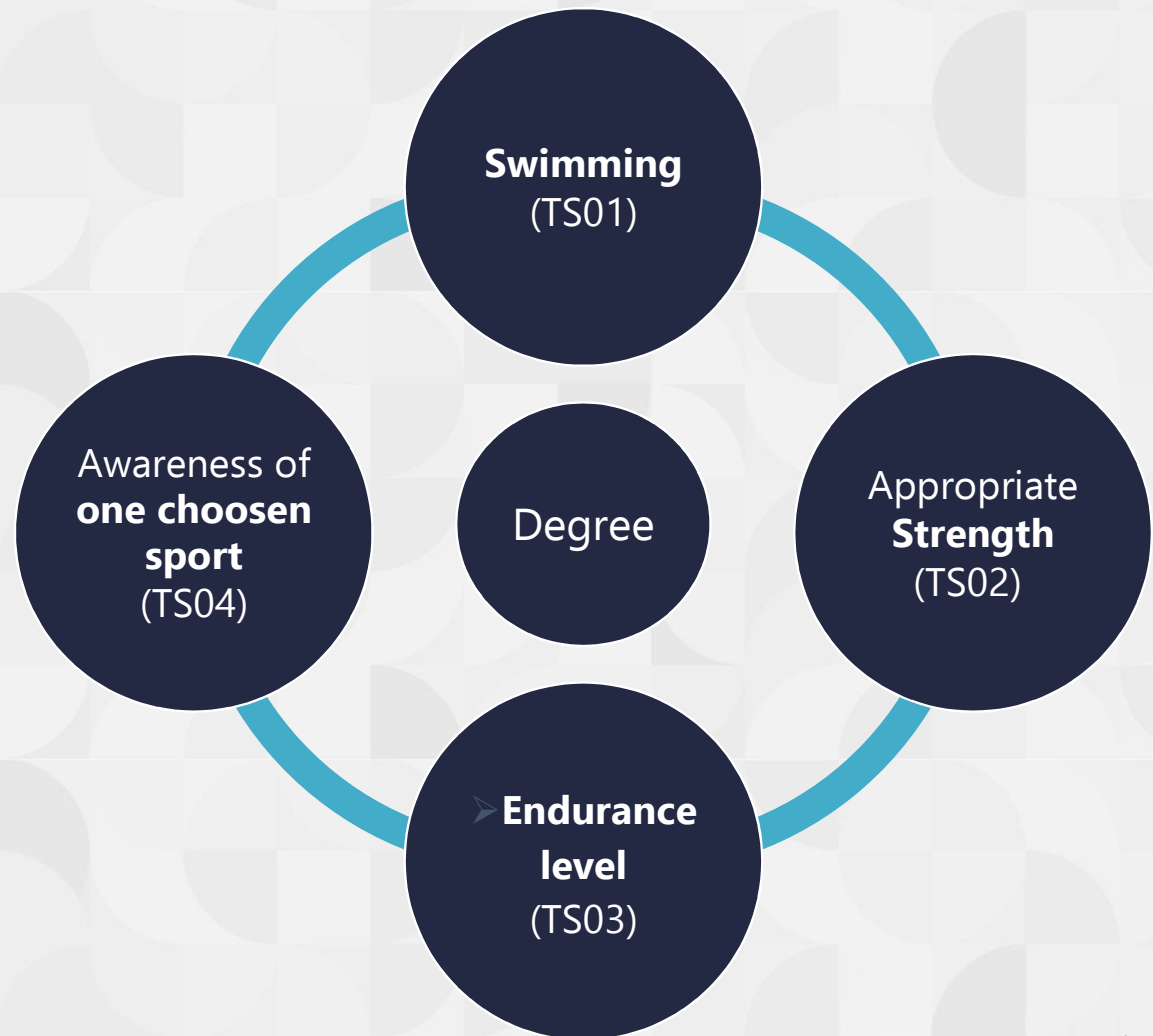 Swimming
(TS01)
Awareness of
one choosen
sport
(TS04)
Degree
Appropriate
Strength
(TS02)
➢Endurance
level
(TS03)